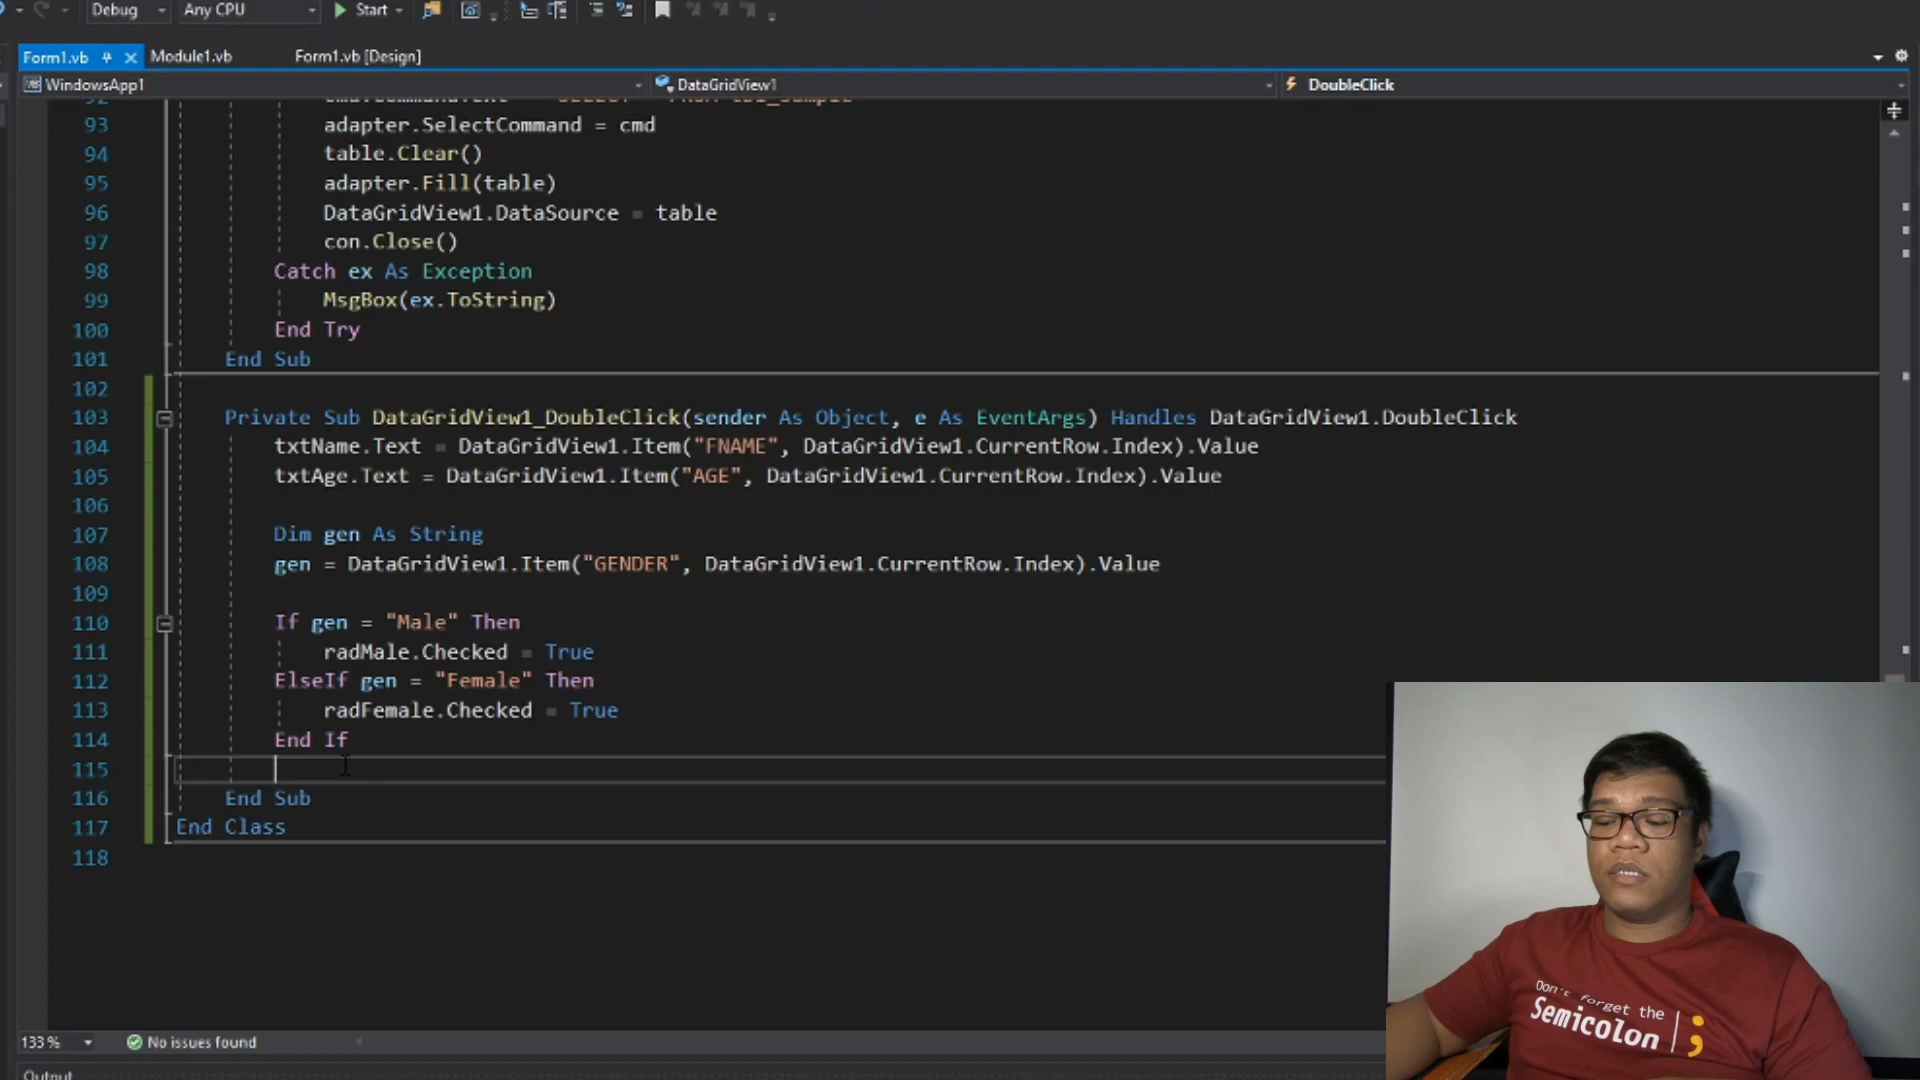 Debug Any CPU Start
Form1.vb Module1.vb Form1.vb [Design]
WindowsApp1 DataGridView1 DoubleClick
93 adapter.SelectCommand = cmd
94 table.Clear()
95 adapter.Fill(table)
96 DataGridView1.DataSource = table
97 con.Close()
98 Catch ex As Exception
99 MsgBox(ex.ToString)
100 End Try
101 End Sub
102
103 Private Sub DataGridView1_DoubleClick(sender As Object, e As EventArgs) Handles DataGridView1.DoubleClick
104 txtName.Text = DataGridView1.Item("FNAME", DataGridView1.CurrentRow.Index).Value
105 txtAge.Text = DataGridView1.Item("AGE", DataGridView1.CurrentRow.Index).Value
106
107 Dim gen As String
108 gen = DataGridView1.Item("GENDER", DataGridView1.CurrentRow.Index).Value
109
110 If gen = "Male" Then
111 radMale.Checked = True
112 ElseIf gen = "Female" Then
113 radFemale.Checked = True
114 End If
115
116 End Sub
117 End Class
118
Don't forget the
Semicolon ;
133 % No issues found
Output